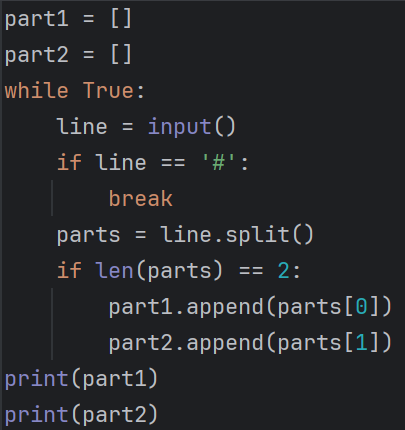 part1 = []
part2 = []
while True:
    line = input()
    if line == '#':
        break
    parts = line.split()
    if len(parts) == 2:
        part1.append(parts[0])
        part2.append(parts[1])
print(part1)
print(part2)